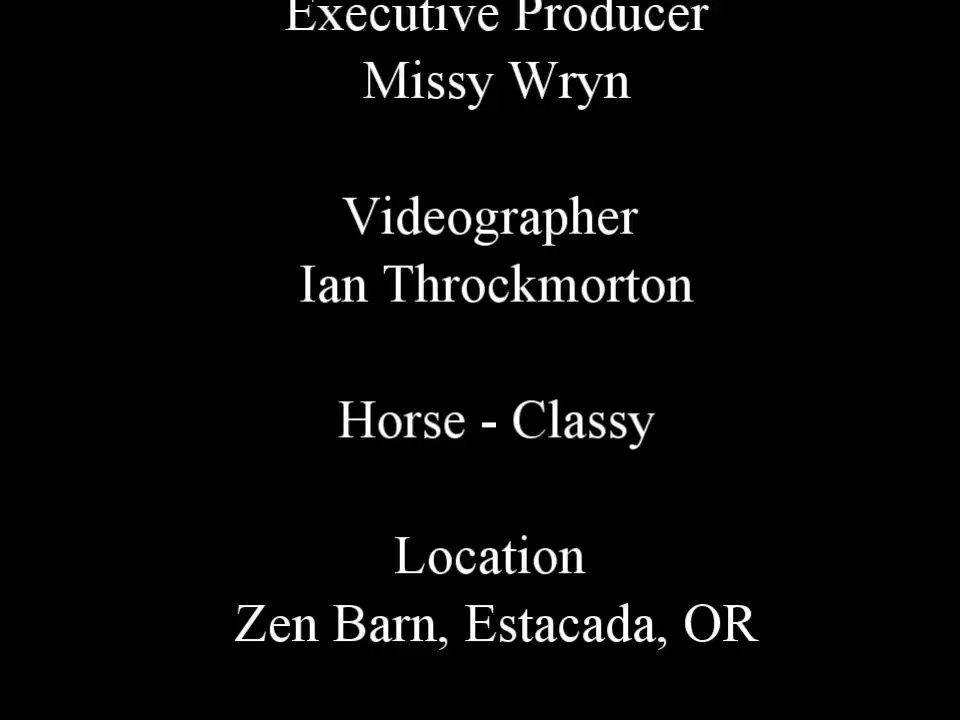 Executive Producer
Missy Wryn
Videographer
Ian Throckmorton
Horse - Classy
Location
Zen Barn, Estacada, OR